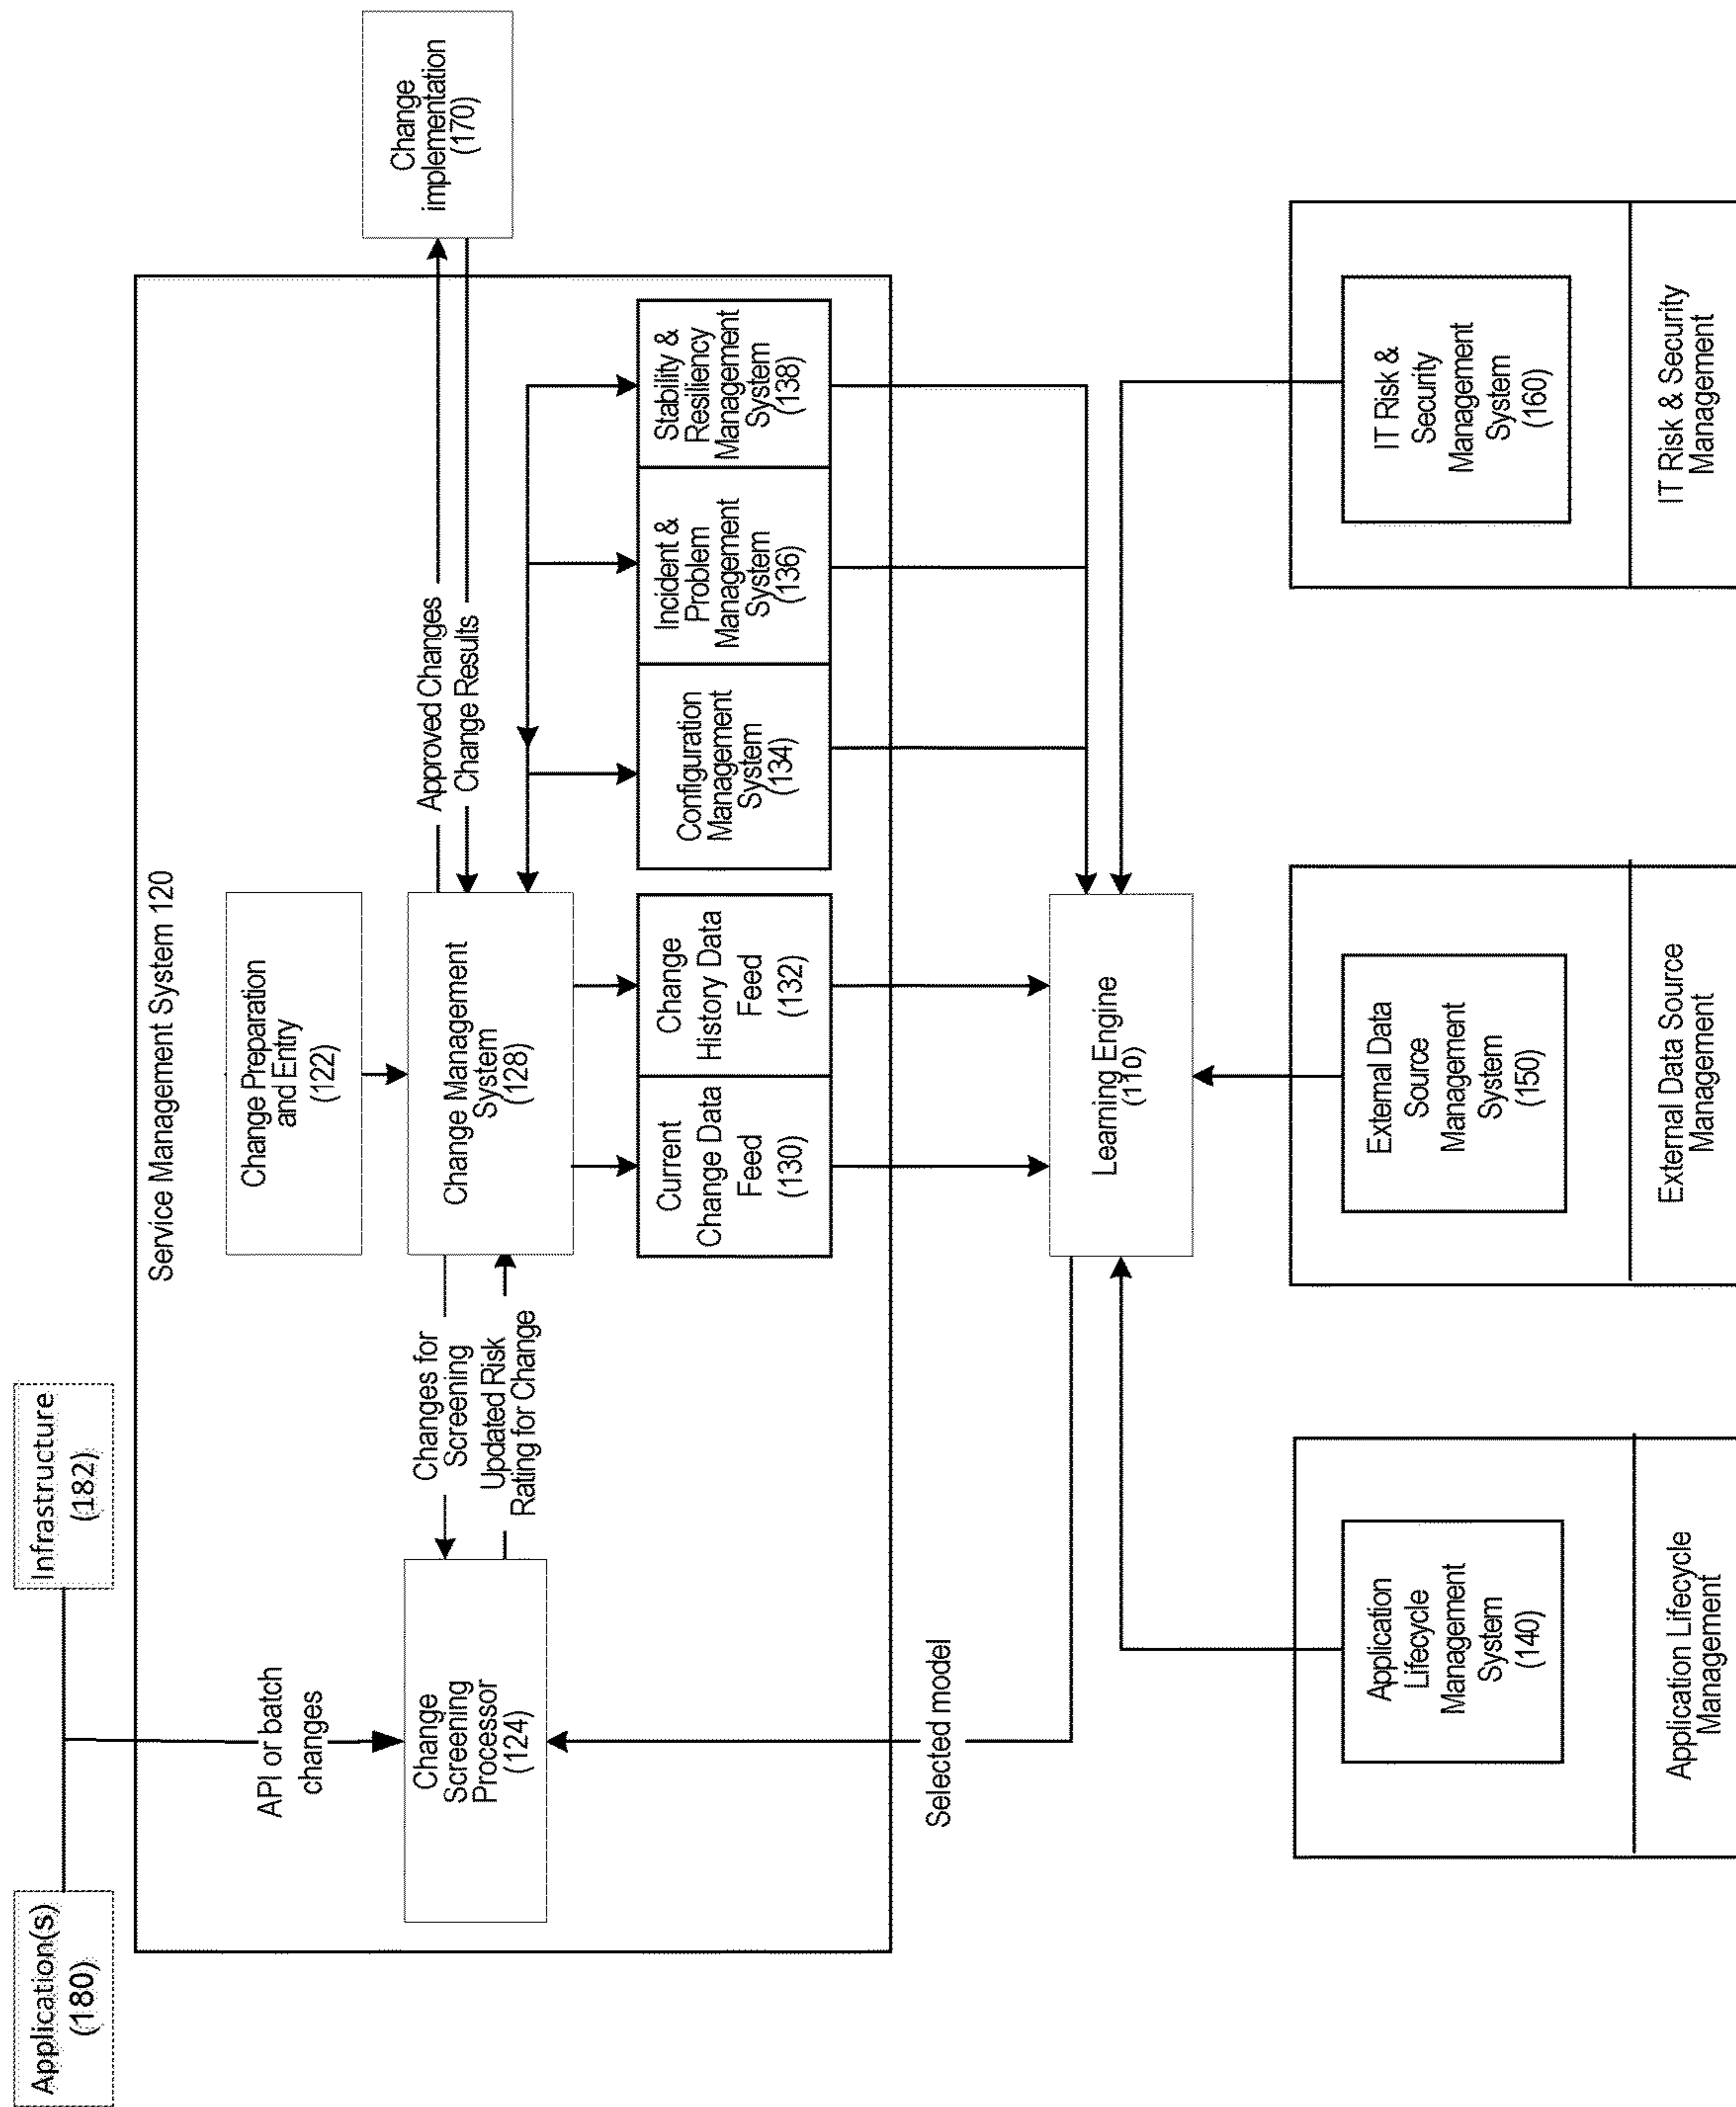 Application(s)
(180)
Infrastructure
(182)
API or batch
changes
Service Management System 120
Change Preparation
and Entry
(122)
Change
Screening
Processor
(124)
Changes for
Screening
Updated Risk
Rating for Change
Change Management
System
(128)
Approved Changes
Change Results
Change
implementation
(170)
Current
Change Data
Feed
(130)
Change
History Data
Feed
(132)
Configuration
Management
System
(134)
Incident &
Problem
Management
System
(136)
Stability &
Resiliency
Management
System
(138)
Selected model
Learning Engine
(110)
Application
Lifecycle
Management
System
(140)
Application Lifecycle
Management
External Data
Source
Management
System
(150)
External Data Source
Management
IT Risk &
Security
Management
System
(160)
IT Risk & Security
Management